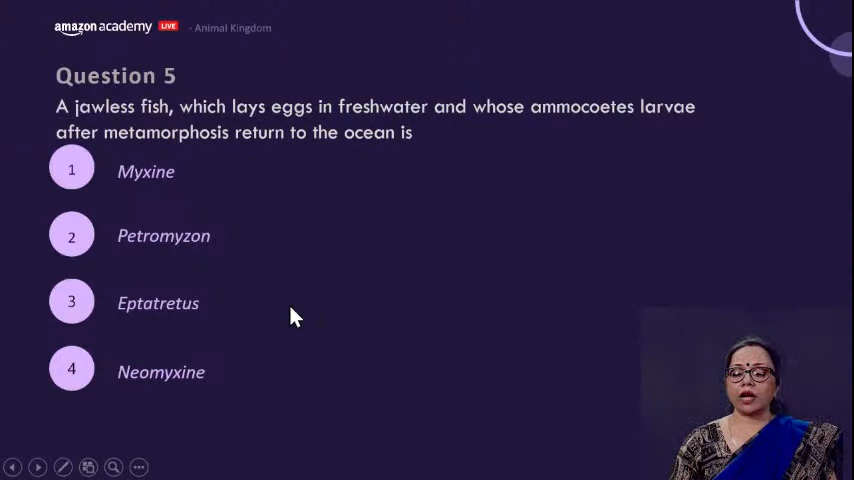 amazon academy LIVE · Animal Kingdom
Question 5
A jawless fish, which lays eggs in freshwater and whose ammocoetes larvae
after metamorphosis return to the ocean is
1 Myxine
2 Petromyzon
3 Eptatretus
4 Neomyxine